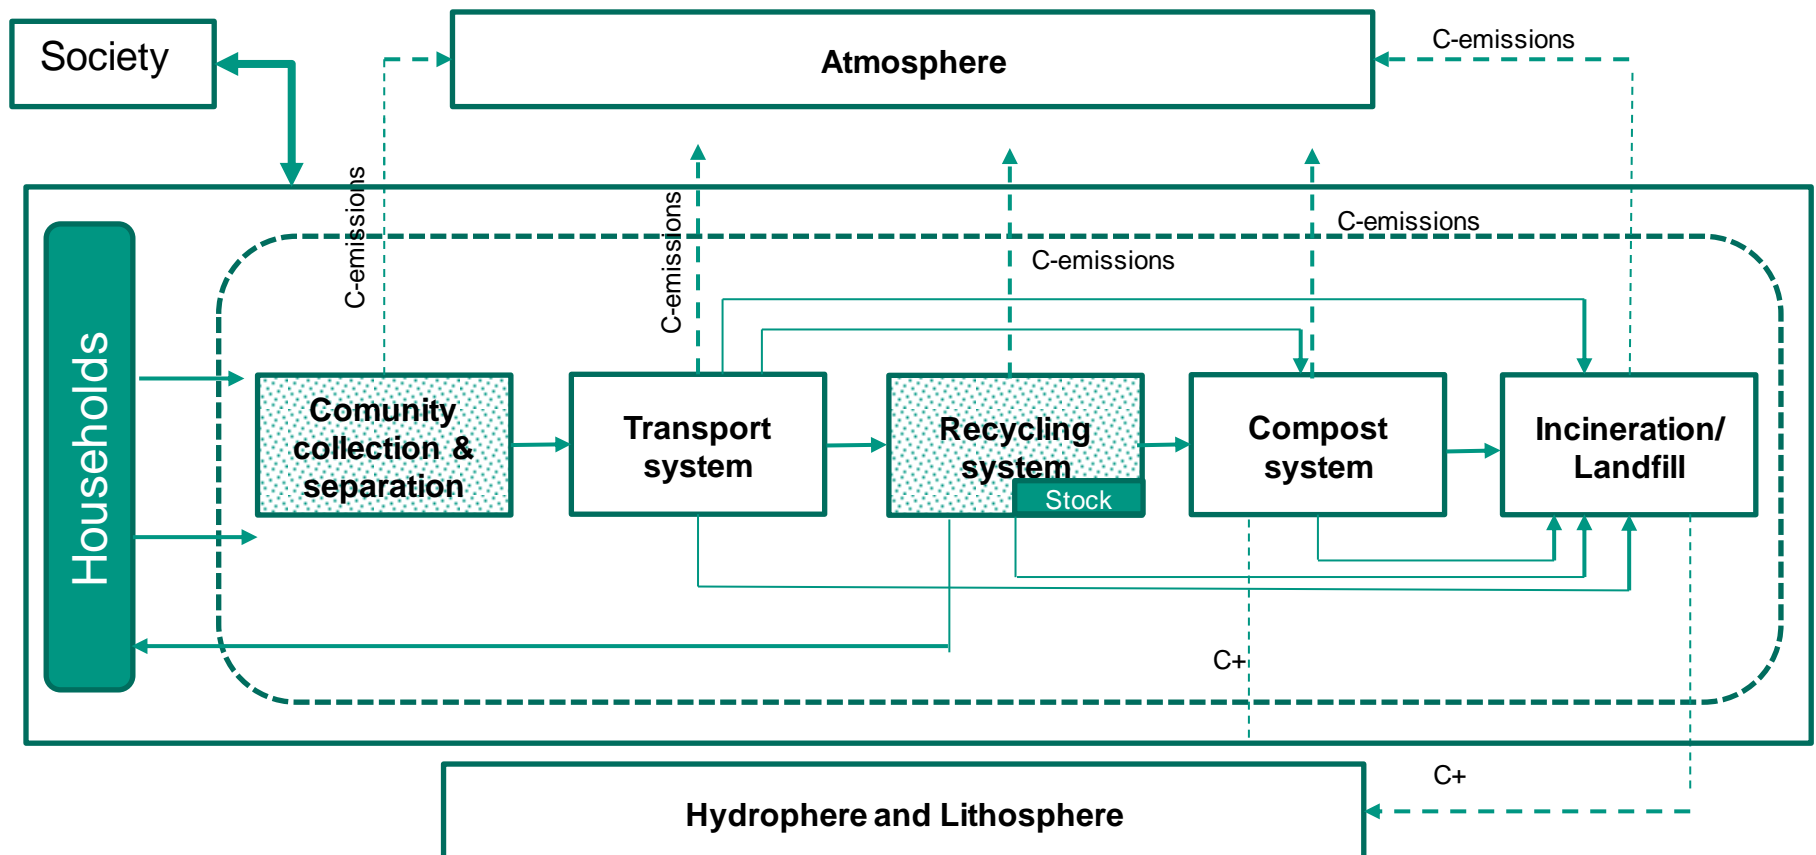 Society
Atmosphere
C-emissions
C-emissions
C-emissions
C-emissions
C-emissions
Households
Comunity
collection &
separation
Transport
system
Recycling
system
Stock
Compost
system
Incineration/
Landfill
C+
C+
Hydrophere and Lithosphere